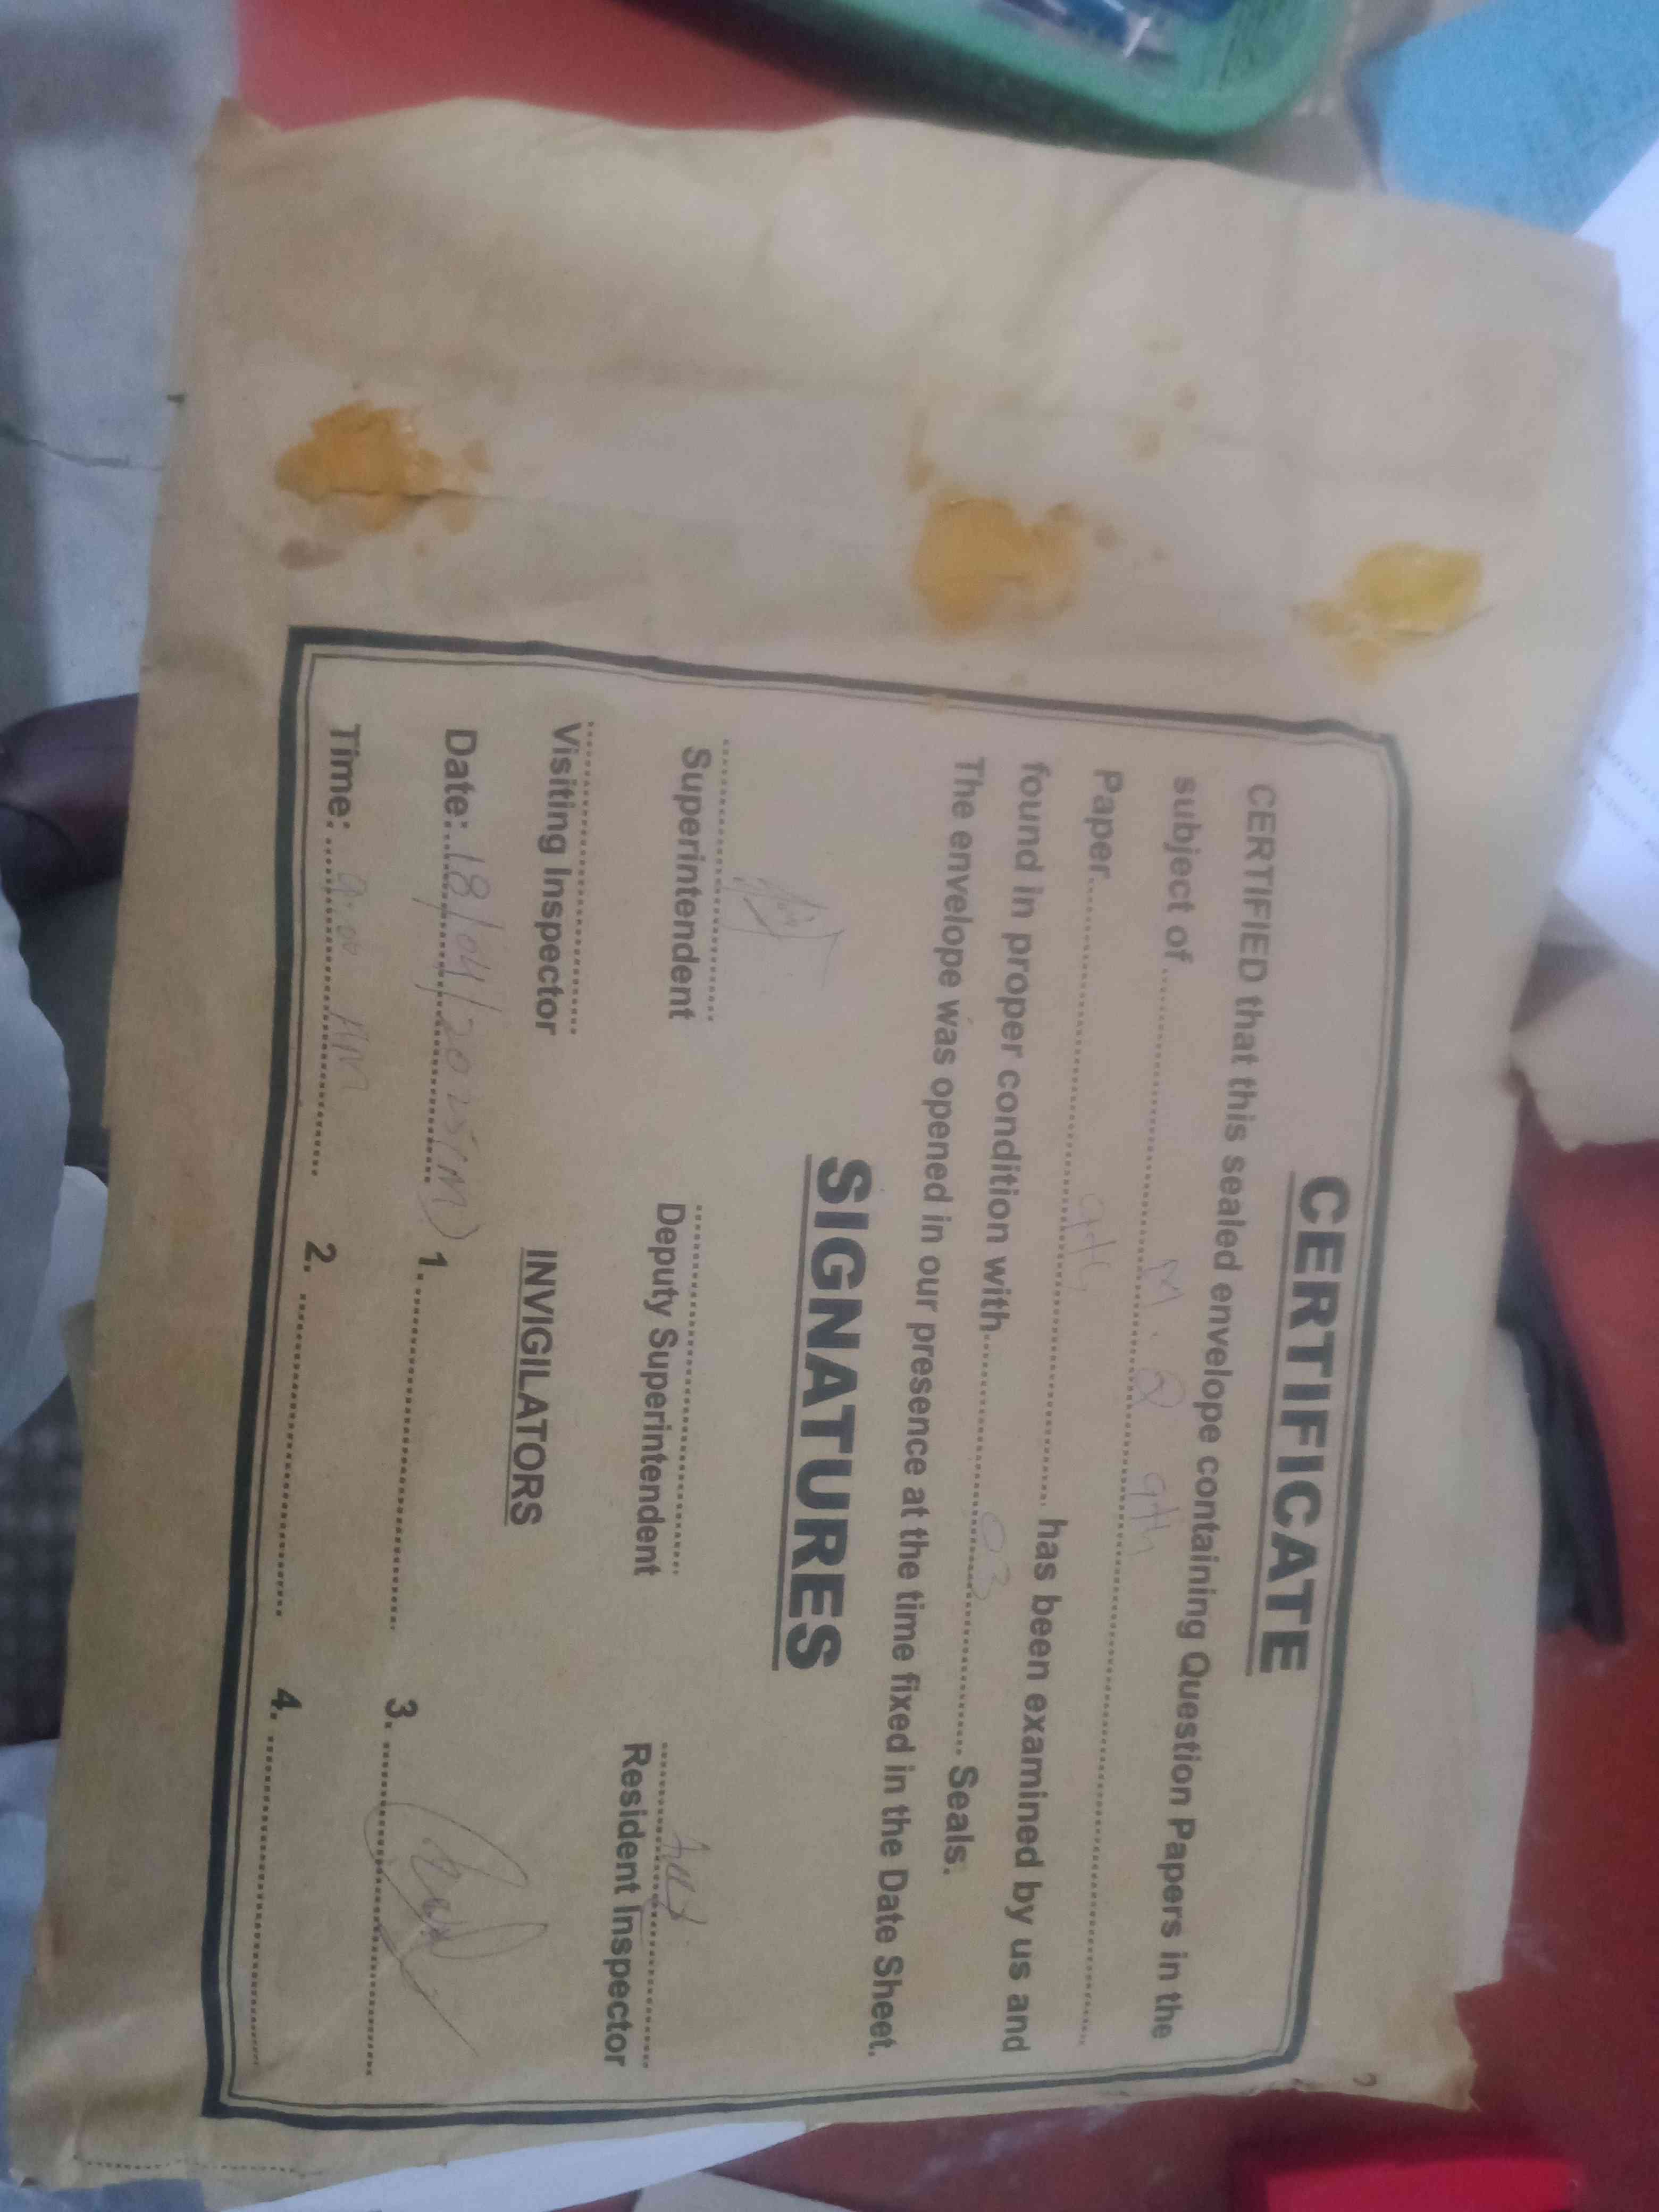 CERTIFICATE
CERTIFIED that this sealed envelope containing Question Papers in the
subject of ........ M. Q 9th ........
Paper........ 9th ........ has been examined by us and
found in proper condition with........ 03 ........ Seals.
The envelope was opened in our presence at the time fixed in the Date Sheet.
SIGNATURES
Superintendent Deputy Superintendent Resident Inspector
Visiting Inspector INVIGILATORS
Date: 18/04/2025(M) 1. ........ 3. ........
Time: 9:00 AM 2. ........ 4. ........